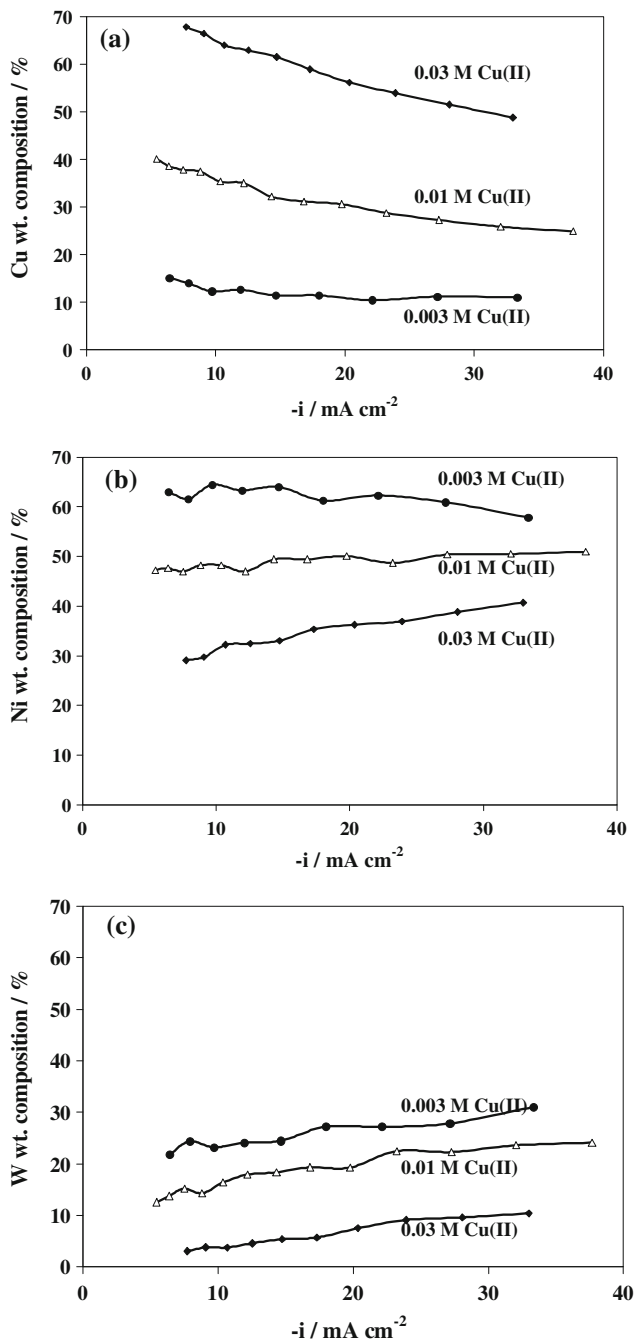 (a)
Cu wt. composition / %
70
60
50
40
30
20
10
0
0.03 M Cu(II)
0.01 M Cu(II)
0.003 M Cu(II)
0 10 20 30 40
-i / mA cm⁻²
(b)
Ni wt. composition / %
70
60
50
40
30
20
10
0
0.003 M Cu(II)
0.01 M Cu(II)
0.03 M Cu(II)
0 10 20 30 40
-i / mA cm⁻²
(c)
W wt. composition / %
70
60
50
40
30
20
10
0
0.003 M Cu(II)
0.01 M Cu(II)
0.03 M Cu(II)
0 10 20 30 40
-i / mA cm⁻²